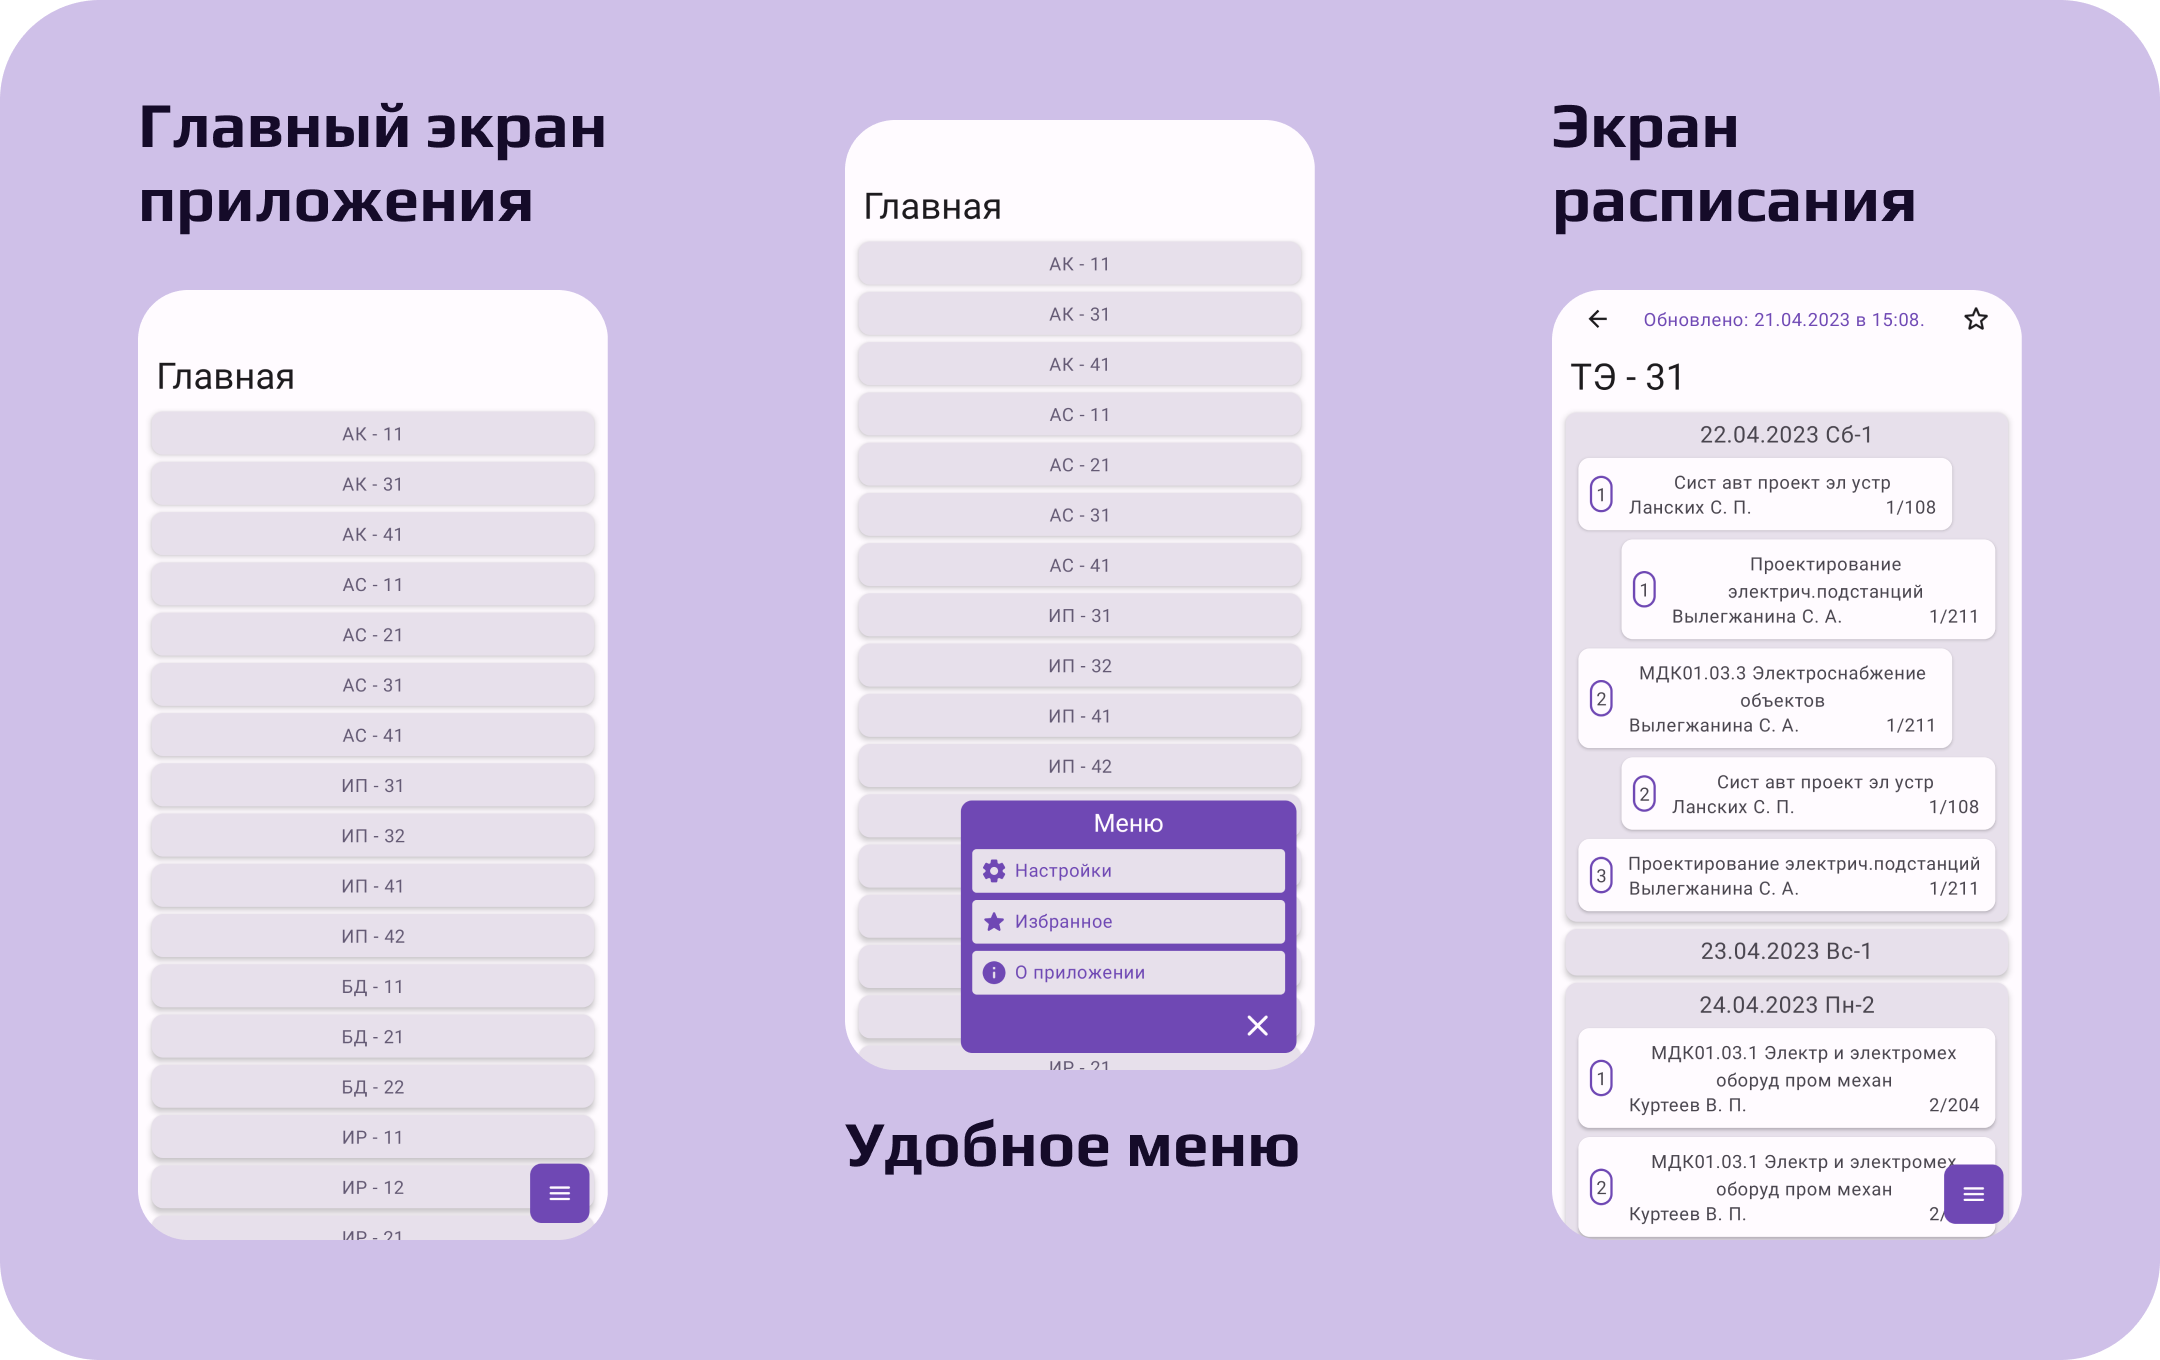 Главный экран
приложения
Главная
АК - 11
АК - 31
АК - 41
АС - 11
АС - 21
АС - 31
АС - 41
ИП - 31
ИП - 32
ИП - 41
ИП - 42
БД - 11
БД - 21
БД - 22
ИР - 11
ИР - 12
ИР - 21
Главная
АК - 11
АК - 31
АК - 41
АС - 11
АС - 21
АС - 31
АС - 41
ИП - 31
ИП - 32
ИП - 41
ИП - 42
Меню
Настройки
Избранное
О приложении
ИР - 21
Удобное меню
Экран
расписания
Обновлено: 21.04.2023 в 15:08.
ТЭ - 31
22.04.2023 Сб-1
1
Сист авт проект эл устр
Ланских С. П. 1/108
1
Проектирование
электрич.подстанций
Вылегжанина С. А. 1/211
2
МДК01.03.3 Электроснабжение
объектов
Вылегжанина С. А. 1/211
2
Сист авт проект эл устр
Ланских С. П. 1/108
3
Проектирование электрич.подстанций
Вылегжанина С. А. 1/211
23.04.2023 Вс-1
24.04.2023 Пн-2
1
МДК01.03.1 Электр и электромех
оборуд пром механ
Куртеев В. П. 2/204
2
МДК01.03.1 Электр и электромех
оборуд пром механ
Куртеев В. П. 2/